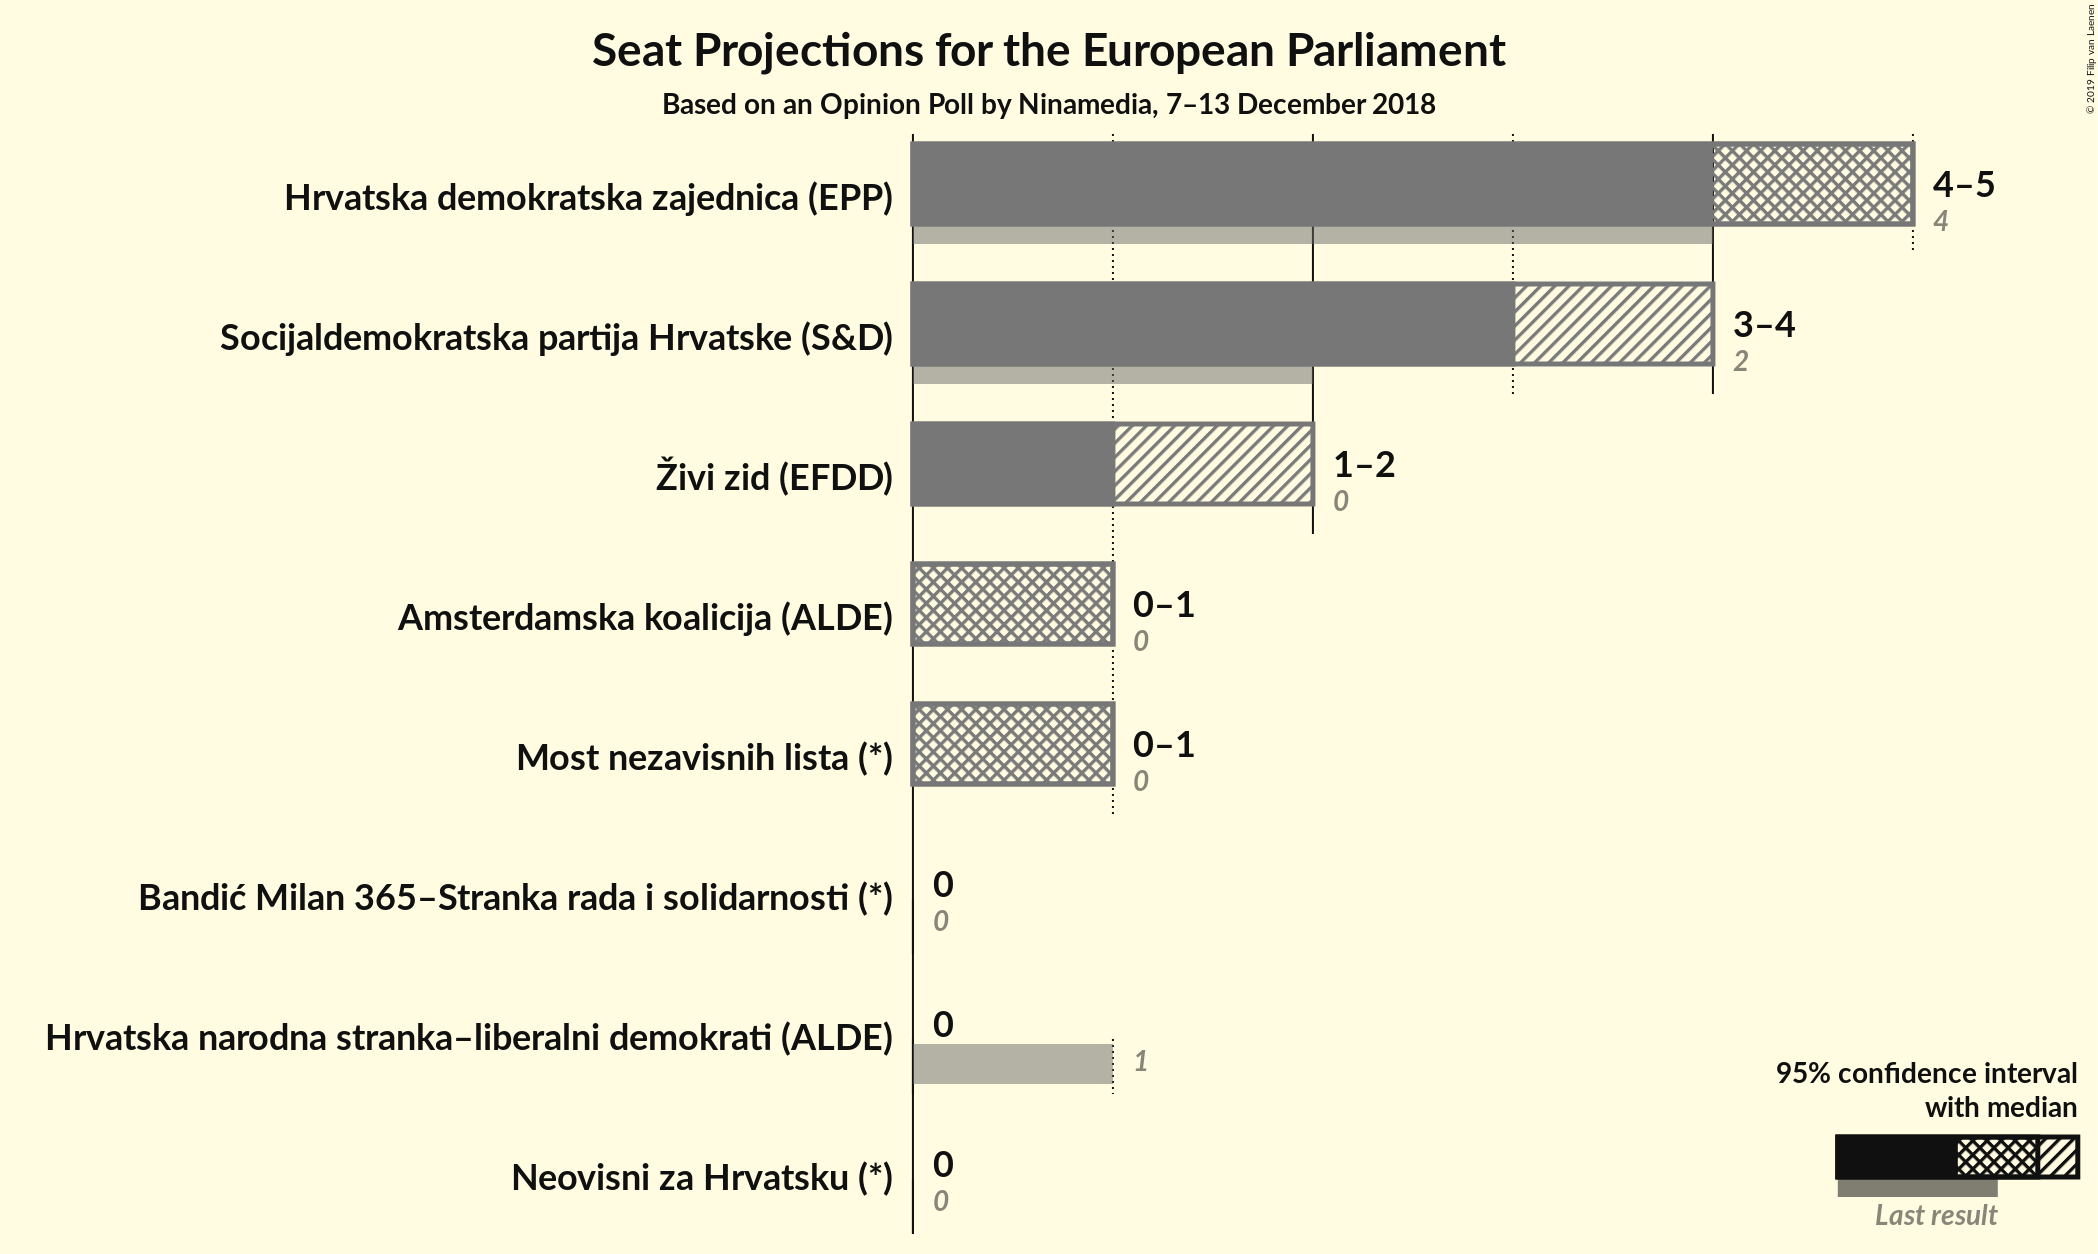 Seat Projections for the European Parliament
Based on an Opinion Poll by Ninamedia, 7–13 December 2018
© 2019 Filip van Laenen
Hrvatska demokratska zajednica (EPP)
4–5
4
Socijaldemokratska partija Hrvatske (S&D)
3–4
2
Živi zid (EFDD)
1–2
0
Amsterdamska koalicija (ALDE)
0–1
0
Most nezavisnih lista (*)
0–1
0
Bandić Milan 365–Stranka rada i solidarnosti (*)
0
0
Hrvatska narodna stranka–liberalni demokrati (ALDE)
0
1
Neovisni za Hrvatsku (*)
0
0
95% confidence interval
with median
Last result